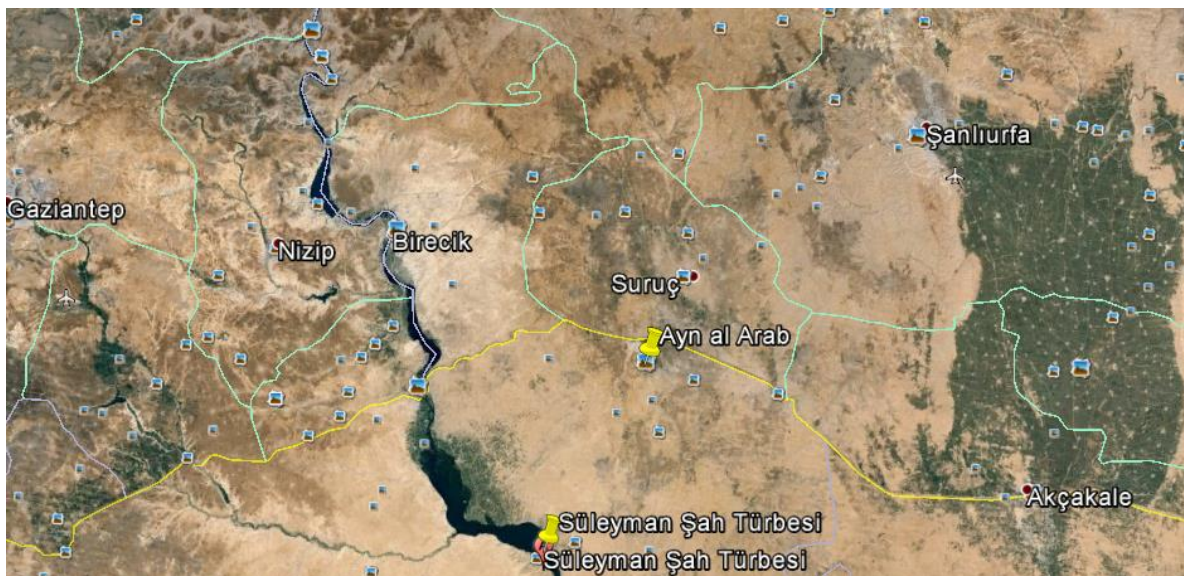 Şanlıurfa
Gaziantep
Nizip
Birecik
Suruç
Ayn al Arab
Akçakale
Süleyman Şah Türbesi
Süleyman Şah Türbesi